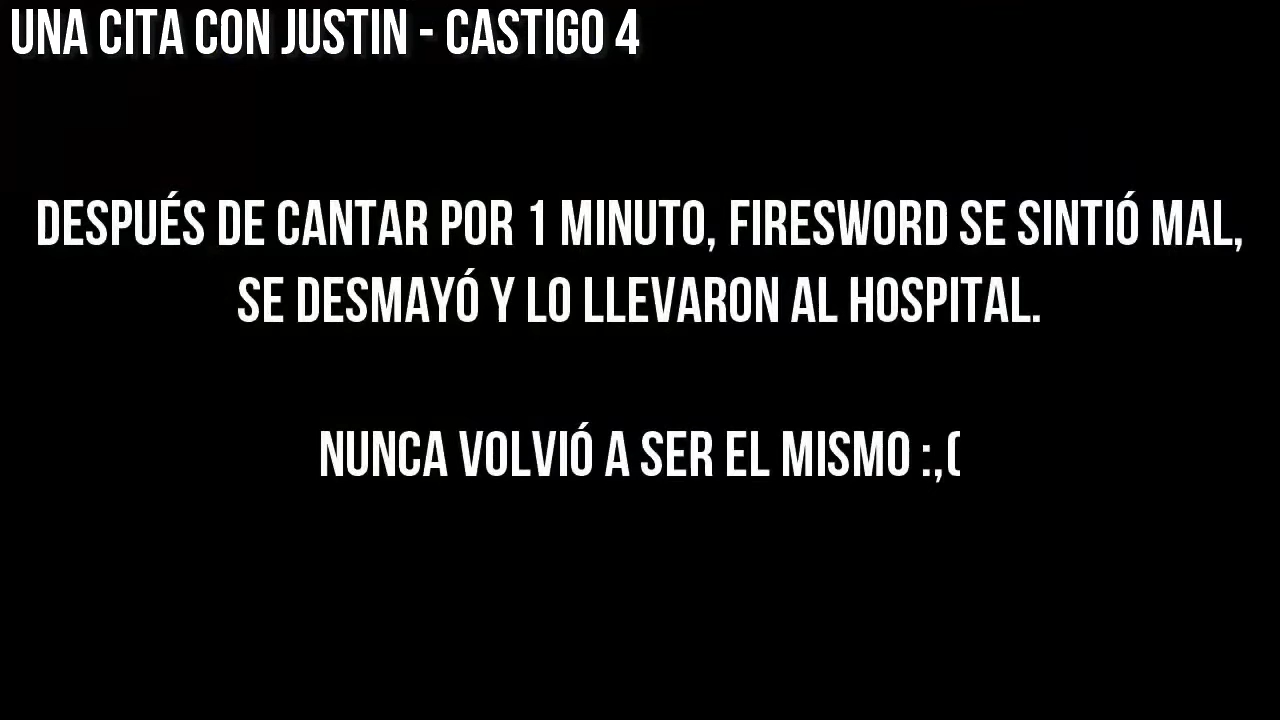 UNA CITA CON JUSTIN - CASTIGO 4
DESPUÉS DE CANTAR POR 1 MINUTO, FIRESWORD SE SINTIÓ MAL,
SE DESMAYÓ Y LO LLEVARON AL HOSPITAL.
NUNCA VOLVIÓ A SER EL MISMO :,(